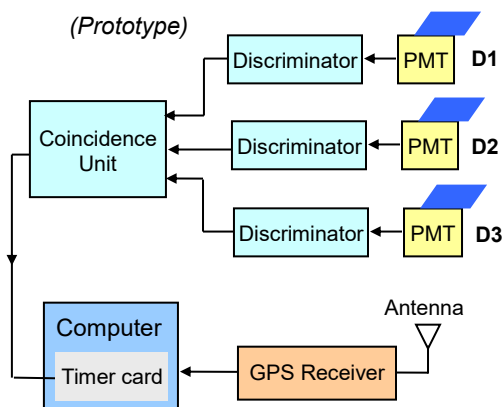 (Prototype)
Discriminator
PMT
D1
Coincidence
Unit
Discriminator
PMT
D2
Discriminator
PMT
D3
Antenna
Computer
Timer card
GPS Receiver